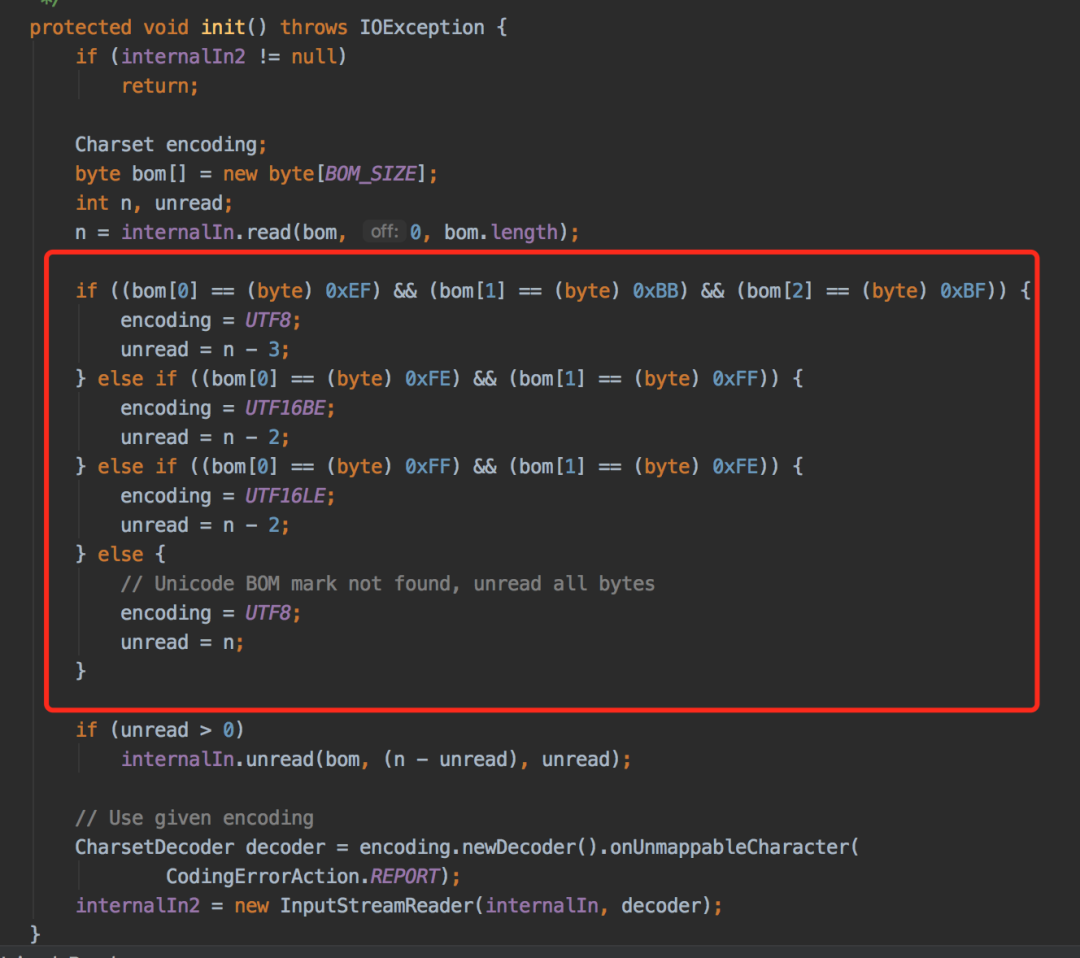 */
protected void init() throws IOException {
    if (internalIn2 != null)
        return;

    Charset encoding;
    byte bom[] = new byte[BOM_SIZE];
    int n, unread;
    n = internalIn.read(bom, off: 0, bom.length);

    if ((bom[0] == (byte) 0xEF) && (bom[1] == (byte) 0xBB) && (bom[2] == (byte) 0xBF)) {
        encoding = UTF8;
        unread = n - 3;
    } else if ((bom[0] == (byte) 0xFE) && (bom[1] == (byte) 0xFF)) {
        encoding = UTF16BE;
        unread = n - 2;
    } else if ((bom[0] == (byte) 0xFF) && (bom[1] == (byte) 0xFE)) {
        encoding = UTF16LE;
        unread = n - 2;
    } else {
        // Unicode BOM mark not found, unread all bytes
        encoding = UTF8;
        unread = n;
    }

    if (unread > 0)
        internalIn.unread(bom, (n - unread), unread);

    // Use given encoding
    CharsetDecoder decoder = encoding.newDecoder().onUnmappableCharacter(
            CodingErrorAction.REPORT);
    internalIn2 = new InputStreamReader(internalIn, decoder);
}